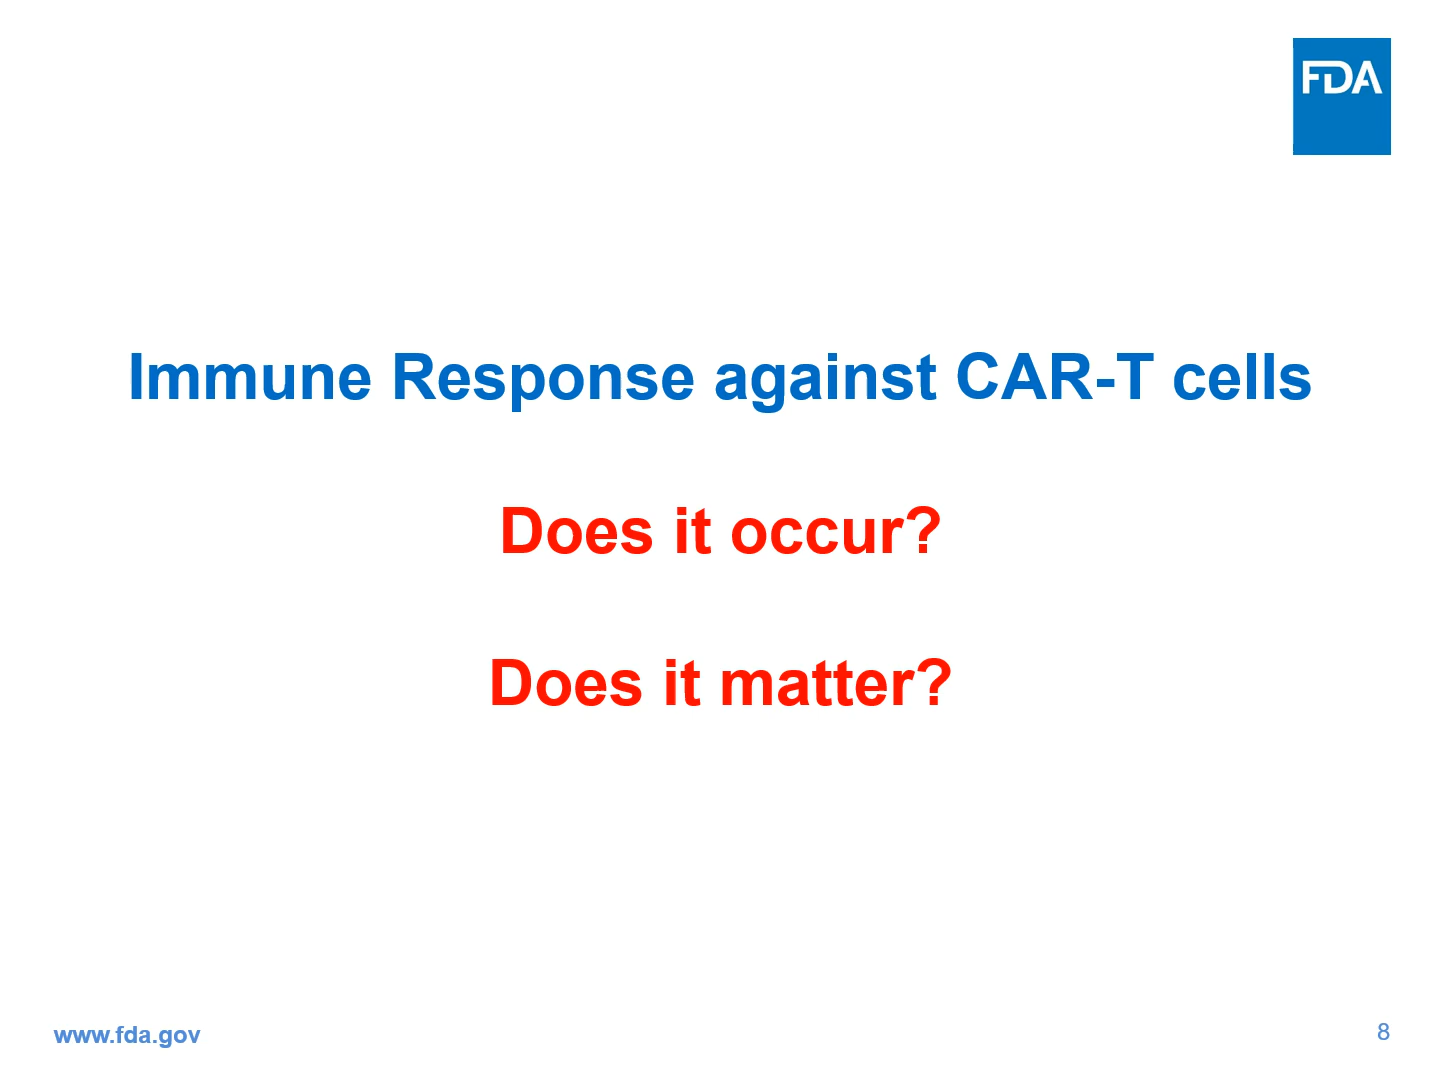 FDA
Immune Response against CAR-T cells
Does it occur?
Does it matter?
www.fda.gov
8